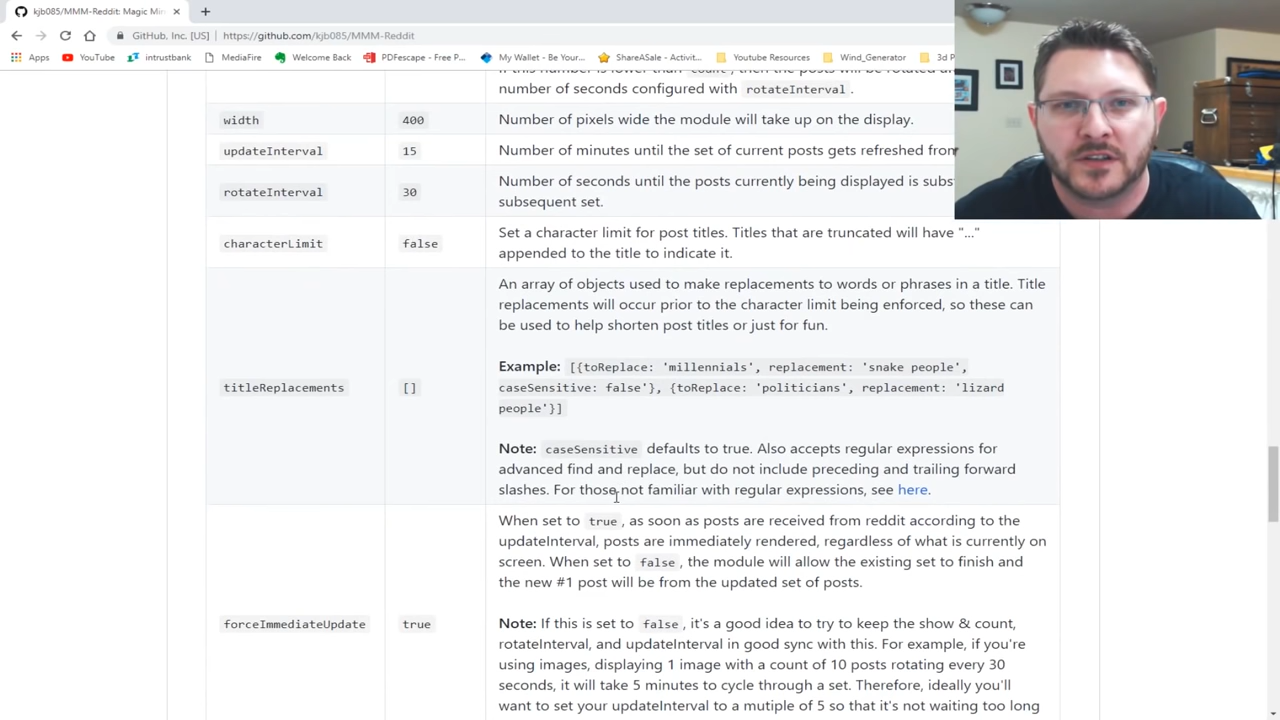 kjb085/MMM-Reddit: Magic Mir
GitHub, Inc. [US] | https://github.com/kjb085/MMM-Reddit
Apps YouTube intrustbank MediaFire Welcome Back PDFescape - Free P... My Wallet - Be Your... ShareASale - Activit... Youtube Resources Wind_Generator 3d P
number of seconds configured with rotateInterval.
width 400 Number of pixels wide the module will take up on the display.
updateInterval 15 Number of minutes until the set of current posts gets refreshed from
rotateInterval 30 Number of seconds until the posts currently being displayed is subs
subsequent set.
characterLimit false Set a character limit for post titles. Titles that are truncated will have "..."
appended to the title to indicate it.
An array of objects used to make replacements to words or phrases in a title. Title
replacements will occur prior to the character limit being enforced, so these can
be used to help shorten post titles or just for fun.
Example: [{toReplace: 'millennials', replacement: 'snake people',
titleReplacements [] caseSensitive: false'}, {toReplace: 'politicians', replacement: 'lizard
people'}]
Note: caseSensitive defaults to true. Also accepts regular expressions for
advanced find and replace, but do not include preceding and trailing forward
slashes. For those not familiar with regular expressions, see here.
When set to true, as soon as posts are received from reddit according to the
updateInterval, posts are immediately rendered, regardless of what is currently on
screen. When set to false, the module will allow the existing set to finish and
the new #1 post will be from the updated set of posts.
forceImmediateUpdate true Note: If this is set to false, it's a good idea to try to keep the show & count,
rotateInterval, and updateInterval in good sync with this. For example, if you're
using images, displaying 1 image with a count of 10 posts rotating every 30
seconds, it will take 5 minutes to cycle through a set. Therefore, ideally you'll
want to set your updateInterval to a mutiple of 5 so that it's not waiting too long